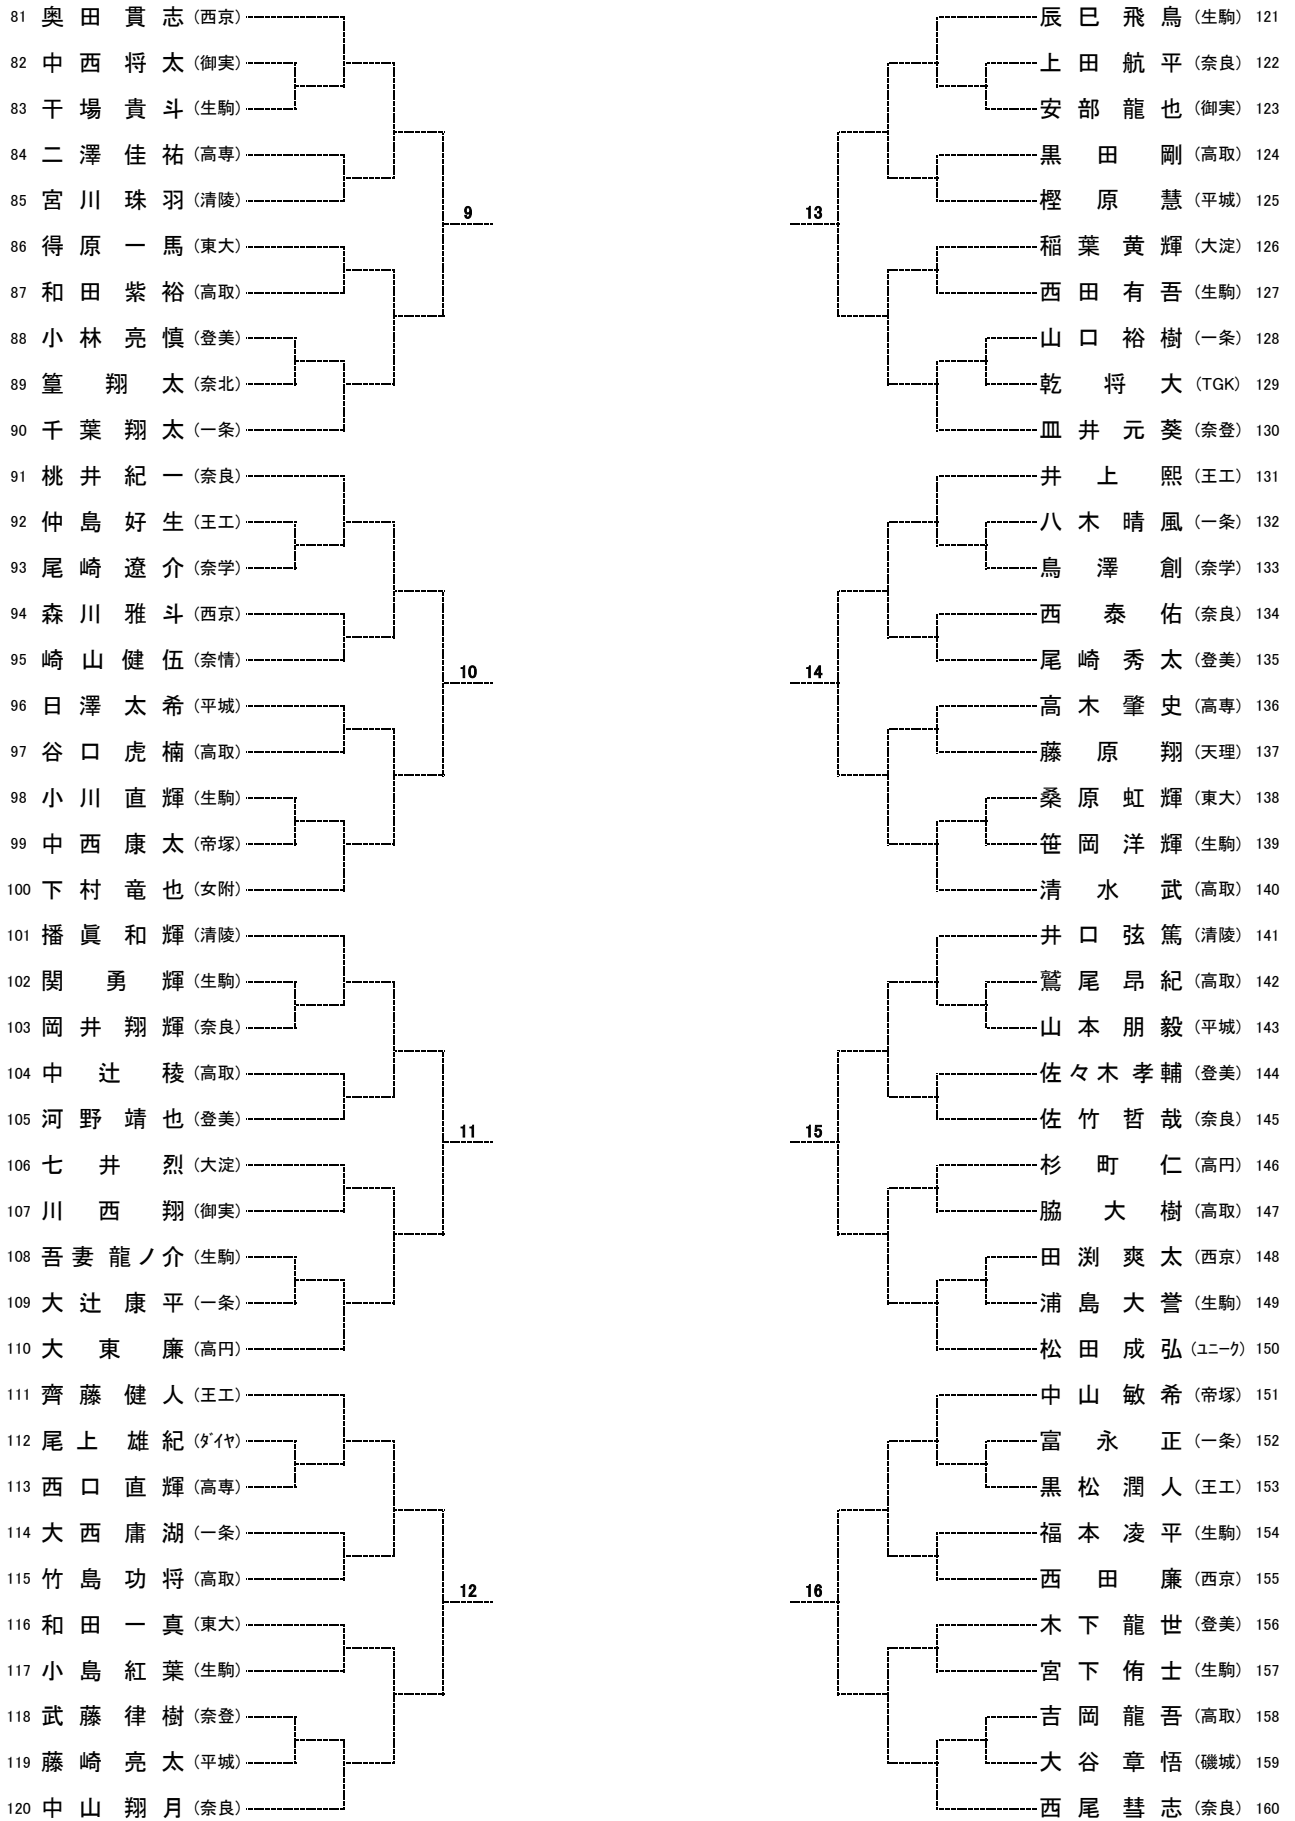 81 奥田貫志 (西京)
82 中西将太 (御実)
83 干場貴斗 (生駒)
84 二澤佳祐 (高専)
85 宮川珠羽 (清陵)
9
86 得原一馬 (東大)
87 和田紫裕 (高取)
88 小林亮慎 (登美)
89 篁翔太 (奈北)
90 千葉翔太 (一条)
91 桃井紀一 (奈良)
92 仲島好生 (王工)
93 尾崎遼介 (奈学)
94 森川雅斗 (西京)
95 崎山健伍 (奈情)
10
96 日澤太希 (平城)
97 谷口虎楠 (高取)
98 小川直輝 (生駒)
99 中西康太 (帝塚)
100 下村竜也 (女附)
101 播眞和輝 (清陵)
102 関勇輝 (生駒)
103 岡井翔輝 (奈良)
104 中辻稜 (高取)
105 河野靖也 (登美)
11
106 七井烈 (大淀)
107 川西翔 (御実)
108 吾妻龍ノ介 (生駒)
109 大辻康平 (一条)
110 大東廉 (高円)
111 齊藤健人 (王工)
112 尾上雄紀 (ﾀﾞｲﾔ)
113 西口直輝 (高専)
114 大西庸湖 (一条)
115 竹島功将 (高取)
12
116 和田一真 (東大)
117 小島紅葉 (生駒)
118 武藤律樹 (奈登)
119 藤崎亮太 (平城)
120 中山翔月 (奈良)
辰巳飛鳥 (生駒) 121
上田航平 (奈良) 122
安部龍也 (御実) 123
黒田剛 (高取) 124
樫原慧 (平城) 125
13
稲葉黄輝 (大淀) 126
西田有吾 (生駒) 127
山口裕樹 (一条) 128
乾将大 (TGK) 129
皿井元葵 (奈登) 130
井上熙 (王工) 131
八木晴風 (一条) 132
鳥澤創 (奈学) 133
西泰佑 (奈良) 134
尾崎秀太 (登美) 135
14
高木肇史 (高専) 136
藤原翔 (天理) 137
桑原虹輝 (東大) 138
笹岡洋輝 (生駒) 139
清水武 (高取) 140
井口弦篤 (清陵) 141
鷲尾昂紀 (高取) 142
山本朋毅 (平城) 143
佐々木孝輔 (登美) 144
佐竹哲哉 (奈良) 145
15
杉町仁 (高円) 146
脇大樹 (高取) 147
田渕爽太 (西京) 148
浦島大誉 (生駒) 149
松田成弘 (ﾕﾆｰｸ) 150
中山敏希 (帝塚) 151
富永正 (一条) 152
黒松潤人 (王工) 153
福本凌平 (生駒) 154
西田廉 (西京) 155
16
木下龍世 (登美) 156
宮下侑士 (生駒) 157
吉岡龍吾 (高取) 158
大谷章悟 (磯城) 159
西尾彗志 (奈良) 160